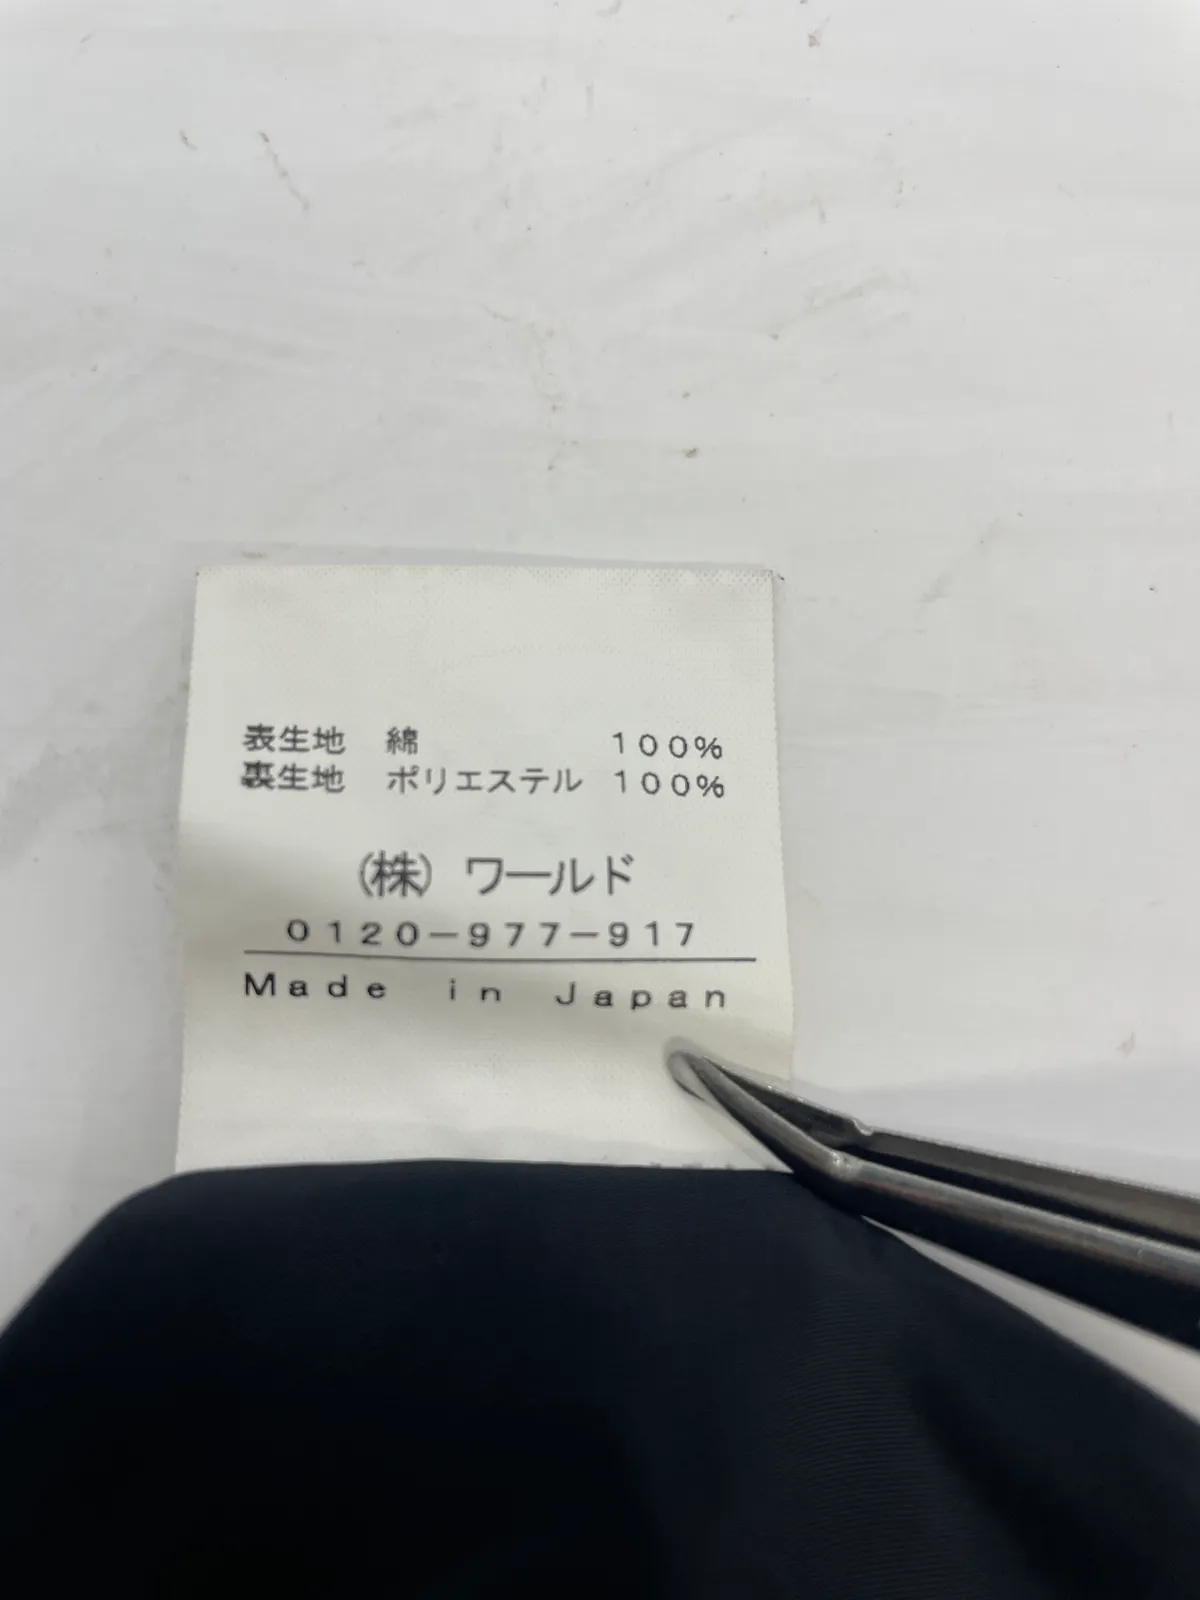 表生地 綿 100%
裏生地 ポリエステル 100%
(株) ワールド
0120-977-917
Made in Japan